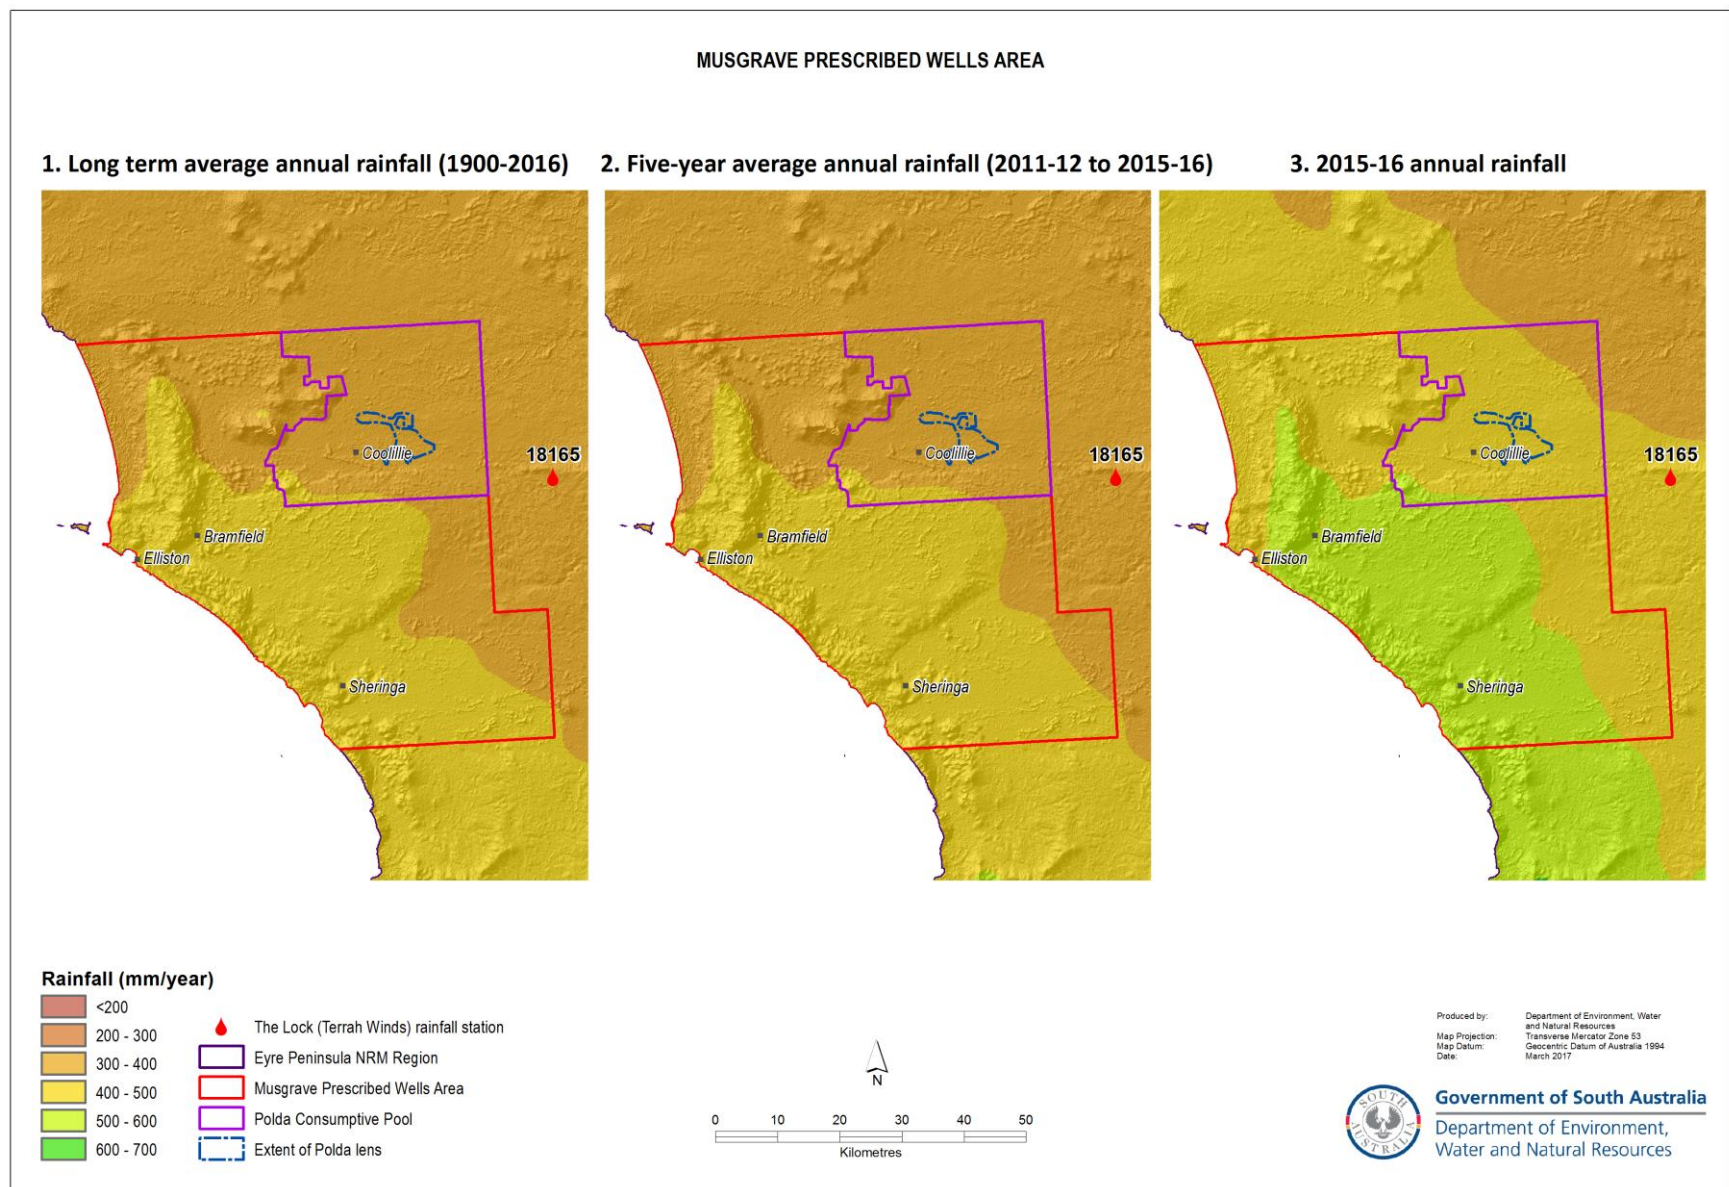 MUSGRAVE PRESCRIBED WELLS AREA
1. Long term average annual rainfall (1900-2016)
2. Five-year average annual rainfall (2011-12 to 2015-16)
3. 2015-16 annual rainfall
Coolillie
18165
Bramfield
Elliston
Sheringa
Coolillie
18165
Bramfield
Elliston
Sheringa
Coolillie
18165
Bramfield
Elliston
Sheringa
Rainfall (mm/year)
<200
200 - 300
300 - 400
400 - 500
500 - 600
600 - 700
The Lock (Terrah Winds) rainfall station
Eyre Peninsula NRM Region
Musgrave Prescribed Wells Area
Polda Consumptive Pool
Extent of Polda lens
N
0 10 20 30 40 50
Kilometres
Produced by: Department of Environment, Water
and Natural Resources
Map Projection: Transverse Mercator Zone 53
Map Datum: Geocentric Datum of Australia 1994
Date: March 2017
SOUTH
AUSTRALIA
Government of South Australia
Department of Environment,
Water and Natural Resources